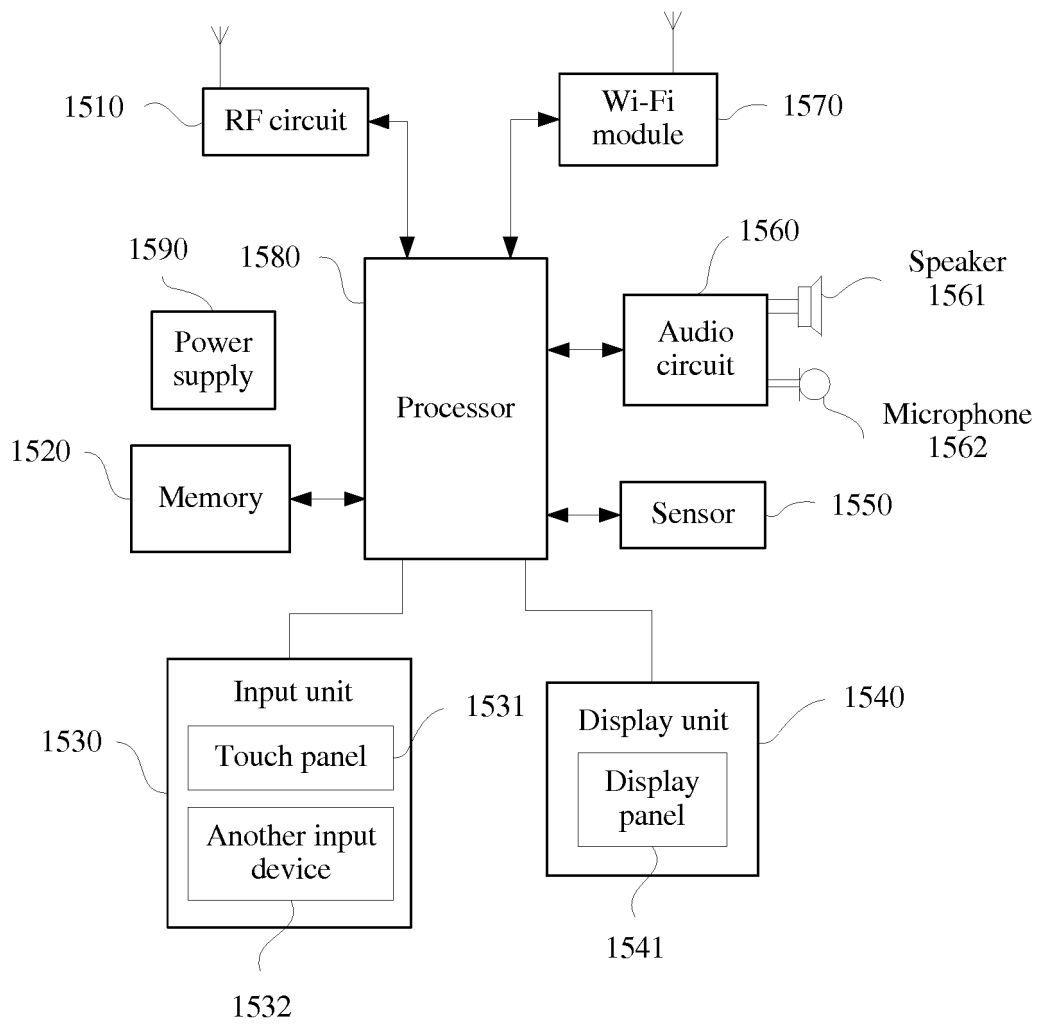 1510
RF circuit
Wi-Fi
module
1570
1590
1580
1560
Speaker
1561
Power
supply
Audio
circuit
Processor
Microphone
1562
1520
Memory
Sensor
1550
Input unit
1531
1530
Touch panel
Another input
device
1532
Display unit
1540
Display
panel
1541